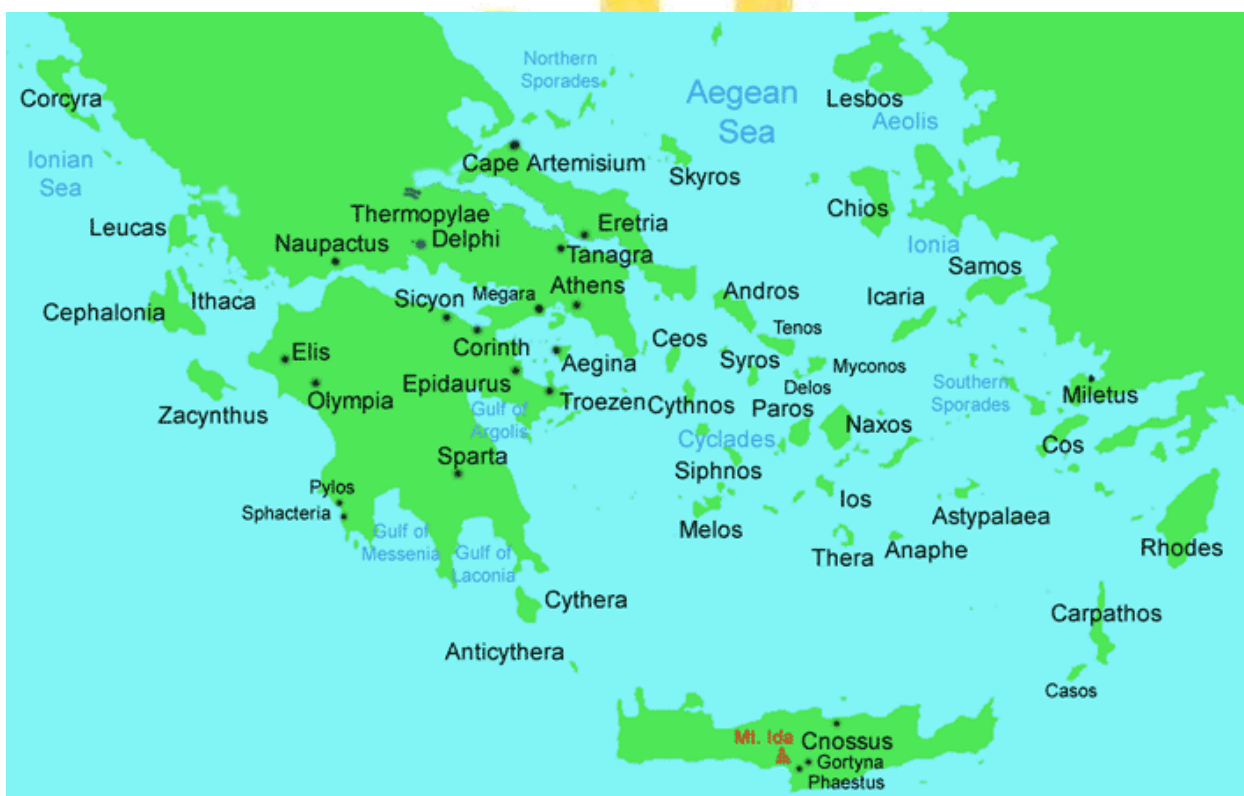 Northern
Sporades
Aegean
Sea
Corcyra
Lesbos
Aeolis
Ionian
Sea
Cape Artemisium
Skyros
Thermopylae
Leucas
Chios
Eretria
Naupactus
Delphi
Tanagra
Ionia
Samos
Athens
Andros
Icaria
Ithaca
Cephalonia
Sicyon
Megara
Tenos
Ceos
Corinth
Elis
Aegina
Syros
Myconos
Epidaurus
Delos
Southern
Sporades
Miletus
Olympia
Troezen
Cythnos
Paros
Zacynthus
Gulf of
Argolis
Naxos
Cyclades
Cos
Sparta
Siphnos
Pylos
Ios
Sphacteria
Astypalaea
Gulf of
Messenia
Melos
Rhodes
Gulf of
Laconia
Thera
Anaphe
Cythera
Carpathos
Anticythera
Casos
Mt. Ida
Cnossus
Gortyna
Phaestus